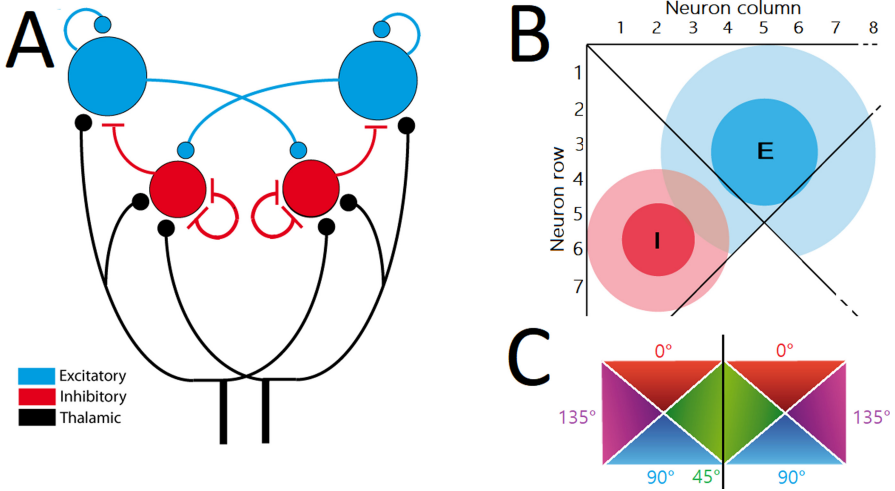 A
Excitatory
Inhibitory
Thalamic
B
Neuron column
1 2 3 4 5 6 7 8
Neuron row
1
2
3
4
5
6
7
E
I
C
0° 0°
135° 135°
90° 45° 90°